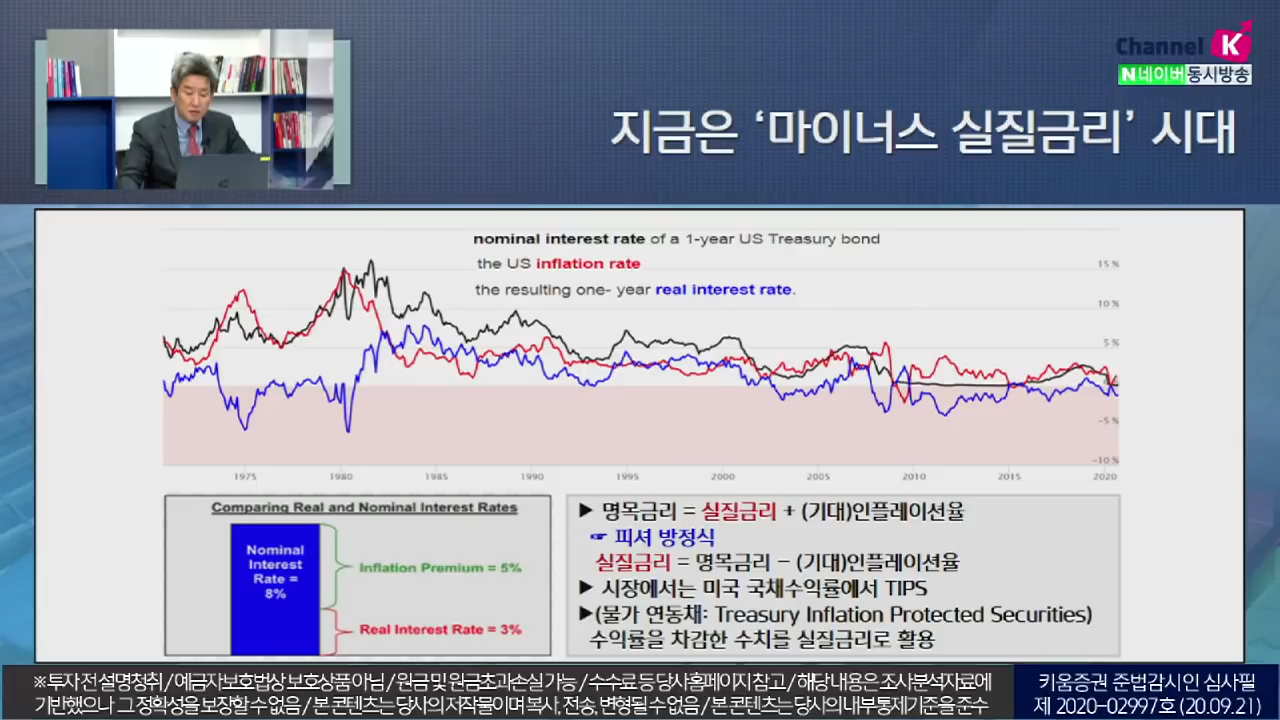 Channel K
N 네이버 동시방송
지금은 ‘마이너스 실질금리’ 시대
nominal interest rate of a 1-year US Treasury bond
the US inflation rate
the resulting one- year real interest rate.
15 %
10 %
5 %
-5 %
-10 %
1975 1980 1985 1990 1995 2000 2005 2010 2015 2020
Comparing Real and Nominal Interest Rates
Nominal
Interest
Rate =
8%
Inflation Premium = 5%
Real Interest Rate = 3%
▶ 명목금리 = 실질금리 + (기대)인플레이션율
☞ 피셔 방정식
실질금리 = 명목금리 − (기대)인플레이션율
▶ 시장에서는 미국 국채수익률에서 TIPS
▶(물가 연동채: Treasury Inflation Protected Securities)
수익률을 차감한 수치를 실질금리로 활용
※ 투자 전 설명청취 / 예금자보호법상 보호상품 아님 / 원금 및 원금초과손실 가능 / 수수료 등 당사홈페이지 참고 / 해당 내용은 조사분석자료에
기반했으나 그 정확성을 보장할 수 없음 / 본 콘텐츠는 당사의 저작물이며 복사, 전송, 변형될 수 없음 / 본 콘텐츠는 당사의 내부통제기준을 준수
키움증권 준법감시인 심사필
제 2020-02997호 (20.09.21)